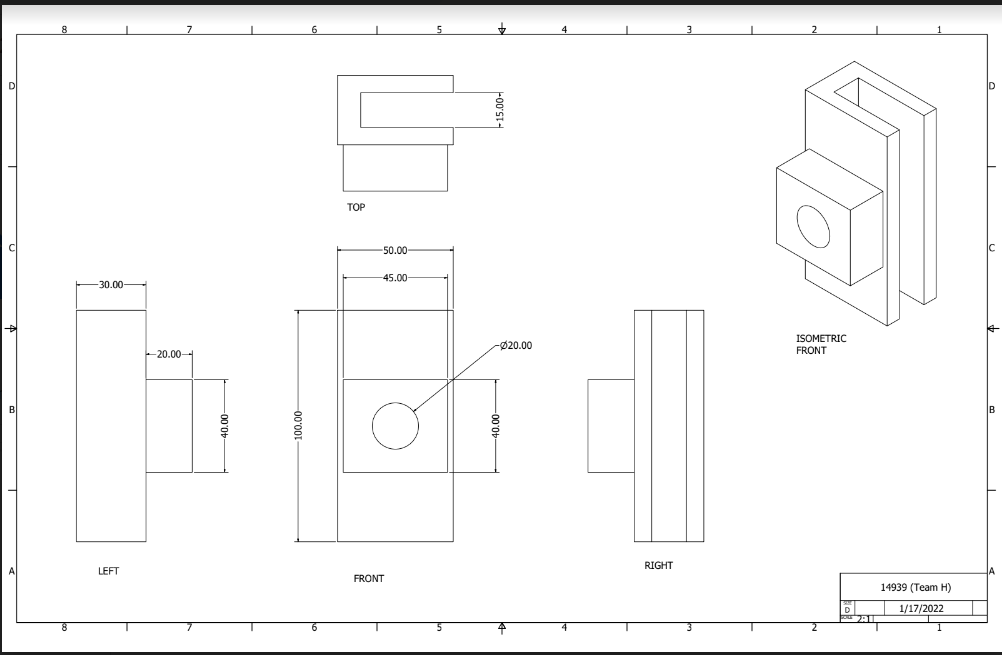 8 7 6 5 4 3 2 1
D D
15.00
TOP
C C
50.00
45.00
30.00
20.00
Ø20.00
ISOMETRIC
FRONT
B B
100.00
40.00
40.00
A A
LEFT
FRONT
RIGHT
14939 (Team H)
SIZE
D
1/17/2022
SCALE
2:1
8 7 6 5 4 3 2 1